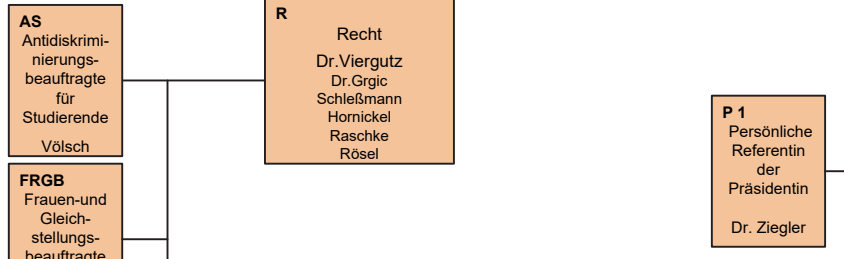 AS
Antidiskrimi-
nierungs-
beauftragte
für
Studierende
Völsch
FRGB
Frauen-und
Gleich-
stellungs-
beauftragte
R
Recht
Dr.Viergutz
Dr.Grgic
Schleßmann
Hornickel
Raschke
Rösel
P 1
Persönliche
Referentin
der
Präsidentin
Dr. Ziegler